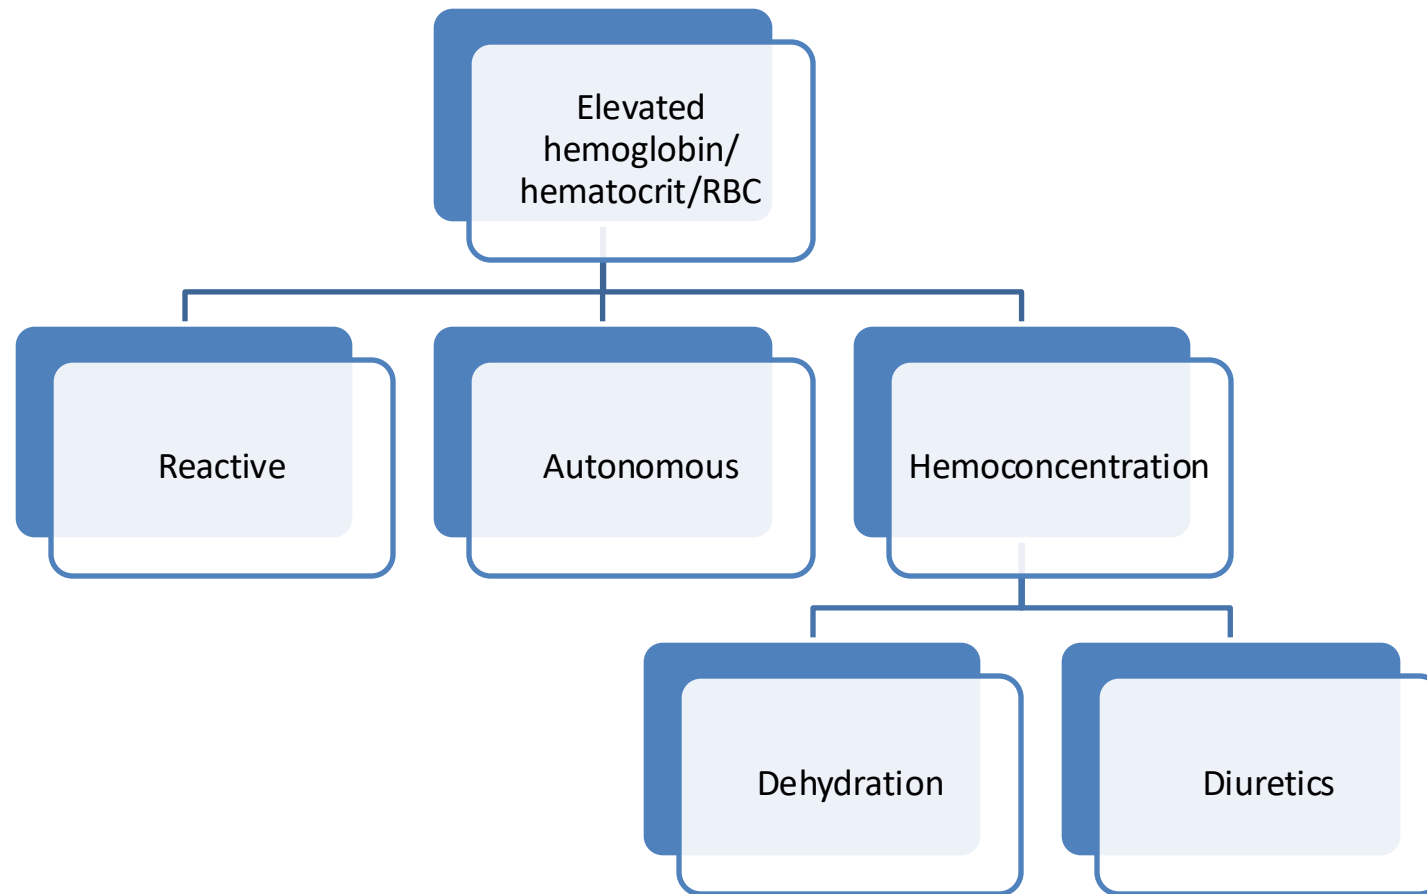 Elevated
hemoglobin/
hematocrit/RBC
Reactive
Autonomous
Hemoconcentration
Dehydration
Diuretics